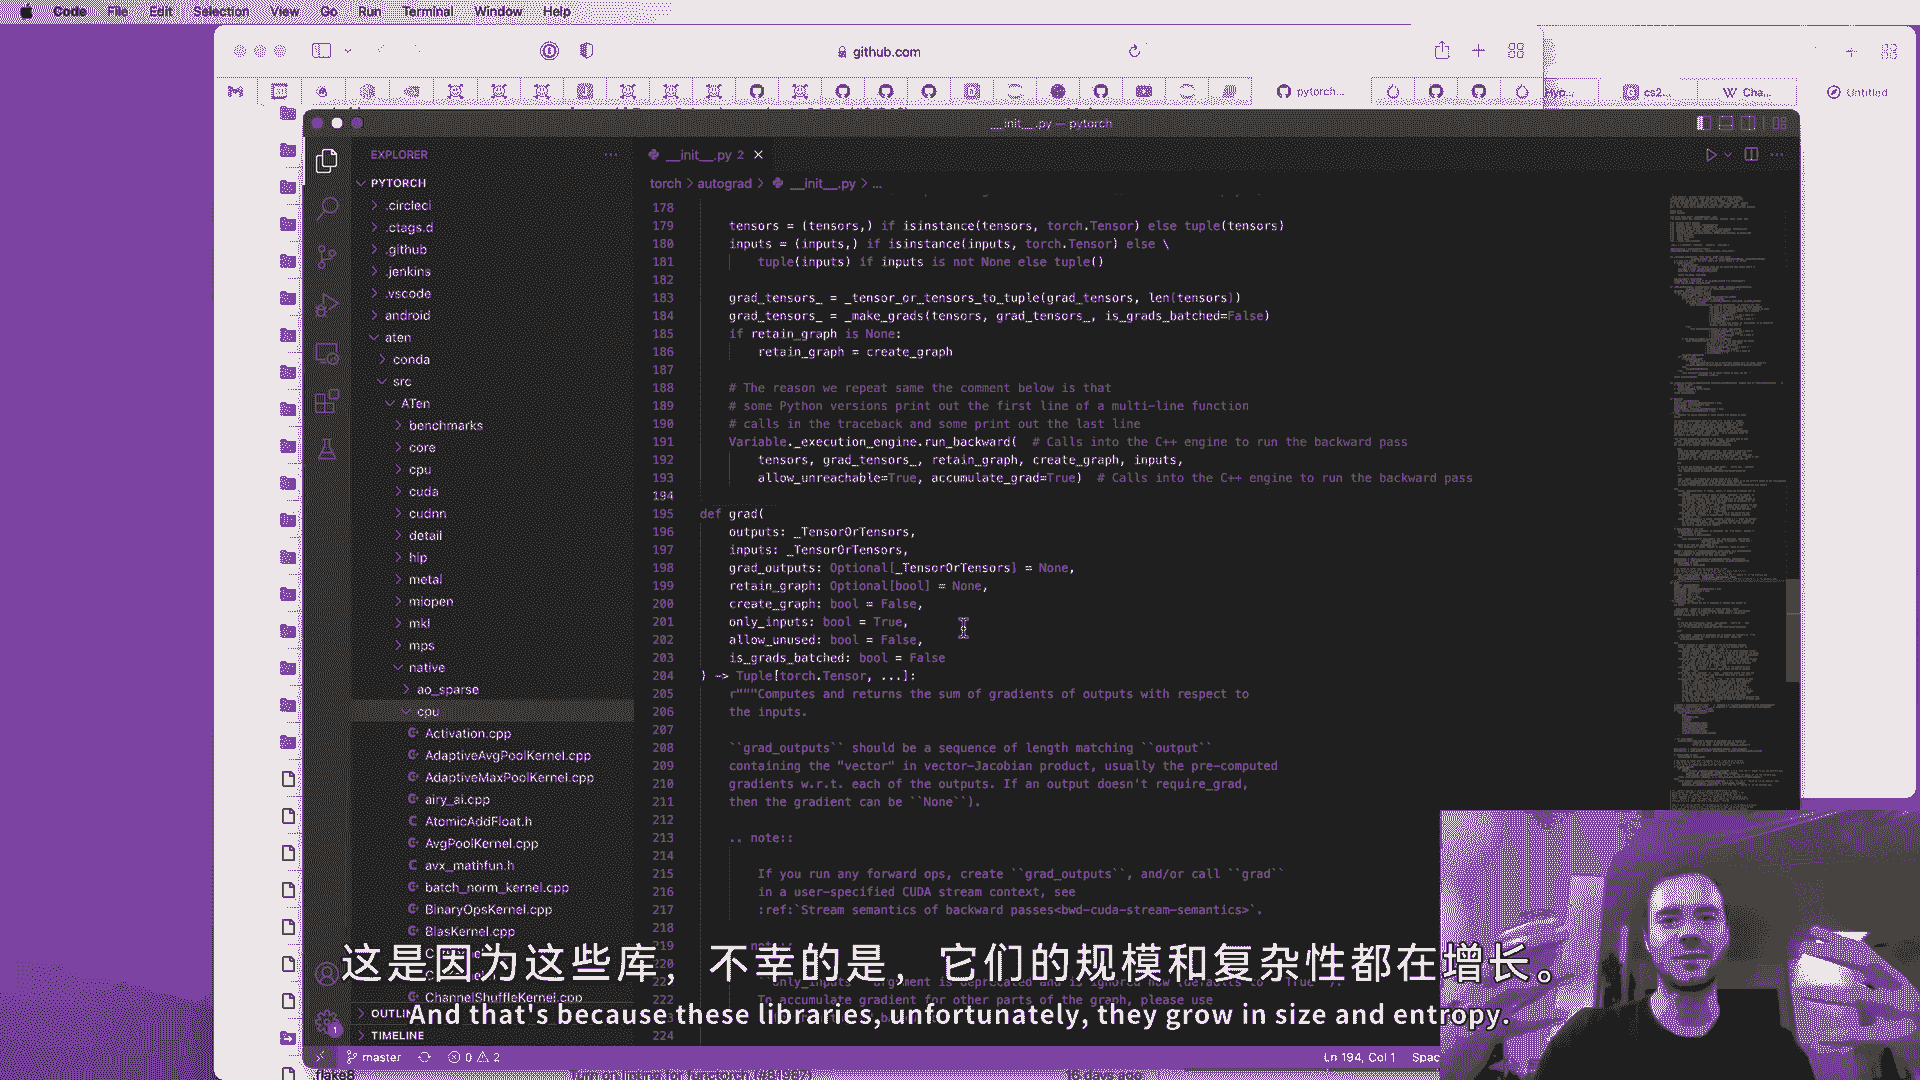 Code File Edit Selection View Go Run Terminal Window Help
github.com
pytorch...
Hyp...
cs2...
W Cha...
Untitled
__init__.py — pytorch
EXPLORER
PYTORCH
.circleci
.ctags.d
.github
.jenkins
.vscode
android
aten
conda
src
ATen
benchmarks
core
cpu
cuda
cudnn
detail
hip
metal
miopen
mkl
mps
native
ao_sparse
cpu
Activation.cpp
AdaptiveAvgPoolKernel.cpp
AdaptiveMaxPoolKernel.cpp
airy_ai.cpp
AtomicAddFloat.h
AvgPoolKernel.cpp
avx_mathfun.h
batch_norm_kernel.cpp
BinaryOpsKernel.cpp
BlasKernel.cpp
ChannelShuffleKernel.cpp
TIMELINE
__init__.py 2
torch > autograd > __init__.py > ...
178
179 tensors = (tensors,) if isinstance(tensors, torch.Tensor) else tuple(tensors)
180 inputs = (inputs,) if isinstance(inputs, torch.Tensor) else \
181 tuple(inputs) if inputs is not None else tuple()
182
183 grad_tensors_ = _tensor_or_tensors_to_tuple(grad_tensors, len(tensors))
184 grad_tensors_ = _make_grads(tensors, grad_tensors_, is_grads_batched=False)
185 if retain_graph is None:
186 retain_graph = create_graph
187
188 # The reason we repeat same the comment below is that
189 # some Python versions print out the first line of a multi-line function
190 # calls in the traceback and some print out the last line
191 Variable._execution_engine.run_backward( # Calls into the C++ engine to run the backward pass
192 tensors, grad_tensors_, retain_graph, create_graph, inputs,
193 allow_unreachable=True, accumulate_grad=True) # Calls into the C++ engine to run the backward pass
194
195 def grad(
196 outputs: _TensorOrTensors,
197 inputs: _TensorOrTensors,
198 grad_outputs: Optional[_TensorOrTensors] = None,
199 retain_graph: Optional[bool] = None,
200 create_graph: bool = False,
201 only_inputs: bool = True,
202 allow_unused: bool = False,
203 is_grads_batched: bool = False
204 ) -> Tuple[torch.Tensor, ...]:
205 r"""Computes and returns the sum of gradients of outputs with respect to
206 the inputs.
207
208 ``grad_outputs`` should be a sequence of length matching ``output``
209 containing the "vector" in vector-Jacobian product, usually the pre-computed
210 gradients w.r.t. each of the outputs. If an output doesn't require_grad,
211 then the gradient can be ``None``).
212
213 .. note::
214
215 If you run any forward ops, create ``grad_outputs``, and/or call ``grad``
216 in a user-specified CUDA stream context, see
217 :ref:`Stream semantics of backward passes<bwd-cuda-stream-semantics>`.
218
222 To accumulate gradient for other parts of the graph, please use
224
这是因为这些库，不幸的是，它们的规模和复杂性都在增长。
And that's because these libraries, unfortunately, they grow in size and entropy.
master 0 2
Ln 194, Col 1